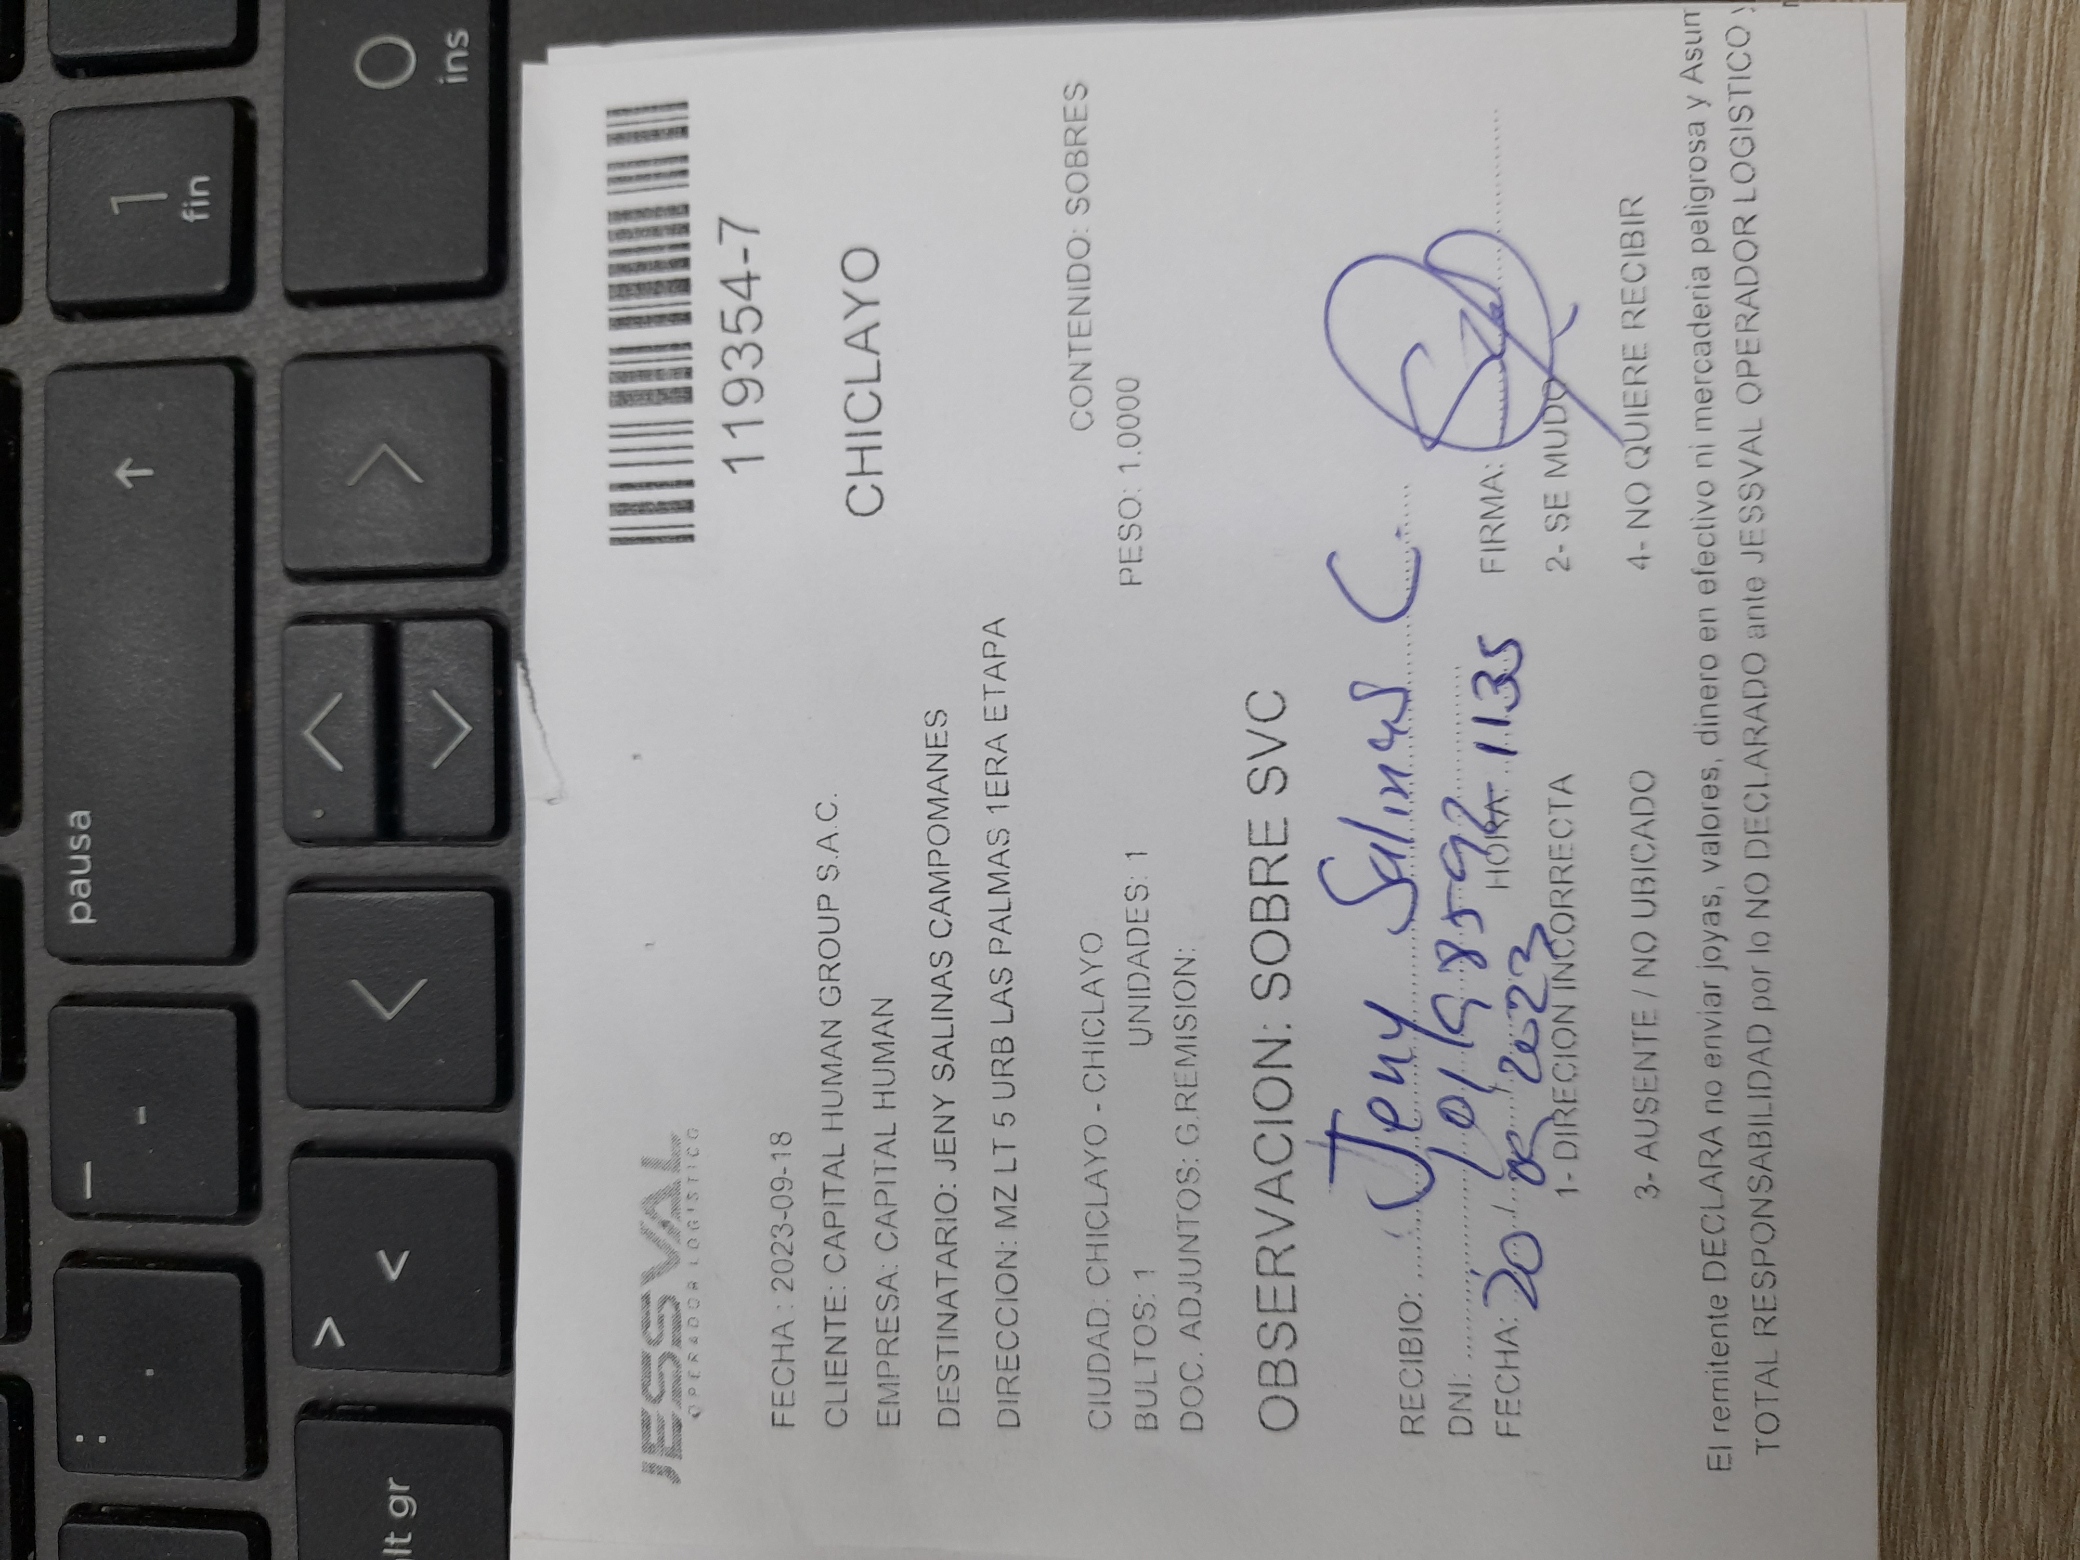 :
.
—
-
pausa
↑
1
fin
lt gr
>
<
0
ins
JESSVAL
OPERADOR LOGISTICO
119354-7
FECHA : 2023-09-18
CLIENTE: CAPITAL HUMAN GROUP S.A.C.
CHICLAYO
EMPRESA: CAPITAL HUMAN
DESTINATARIO: JENY SALINAS CAMPOMANES
DIRECCION: MZ LT 5 URB LAS PALMAS 1ERA ETAPA
CIUDAD: CHICLAYO - CHICLAYO CONTENIDO: SOBRES
BULTOS: 1 UNIDADES: 1 PESO: 1.0000
DOC. ADJUNTOS: G.REMISION:
OBSERVACION: SOBRE SVC
RECIBIO: Jeny Salinas C.
DNI:
FECHA: 20 / 09 / 2023 HORA: 1135 FIRMA:
1- DIRECION INCORRECTA 2- SE MUDO
3- AUSENTE / NO UBICADO 4- NO QUIERE RECIBIR
El remitente DECLARA no enviar joyas, valores, dinero en efectivo ni mercaderia peligrosa y Asum
TOTAL RESPONSABILIDAD por lo NO DECLARADO ante JESSVAL OPERADOR LOGISTICO y